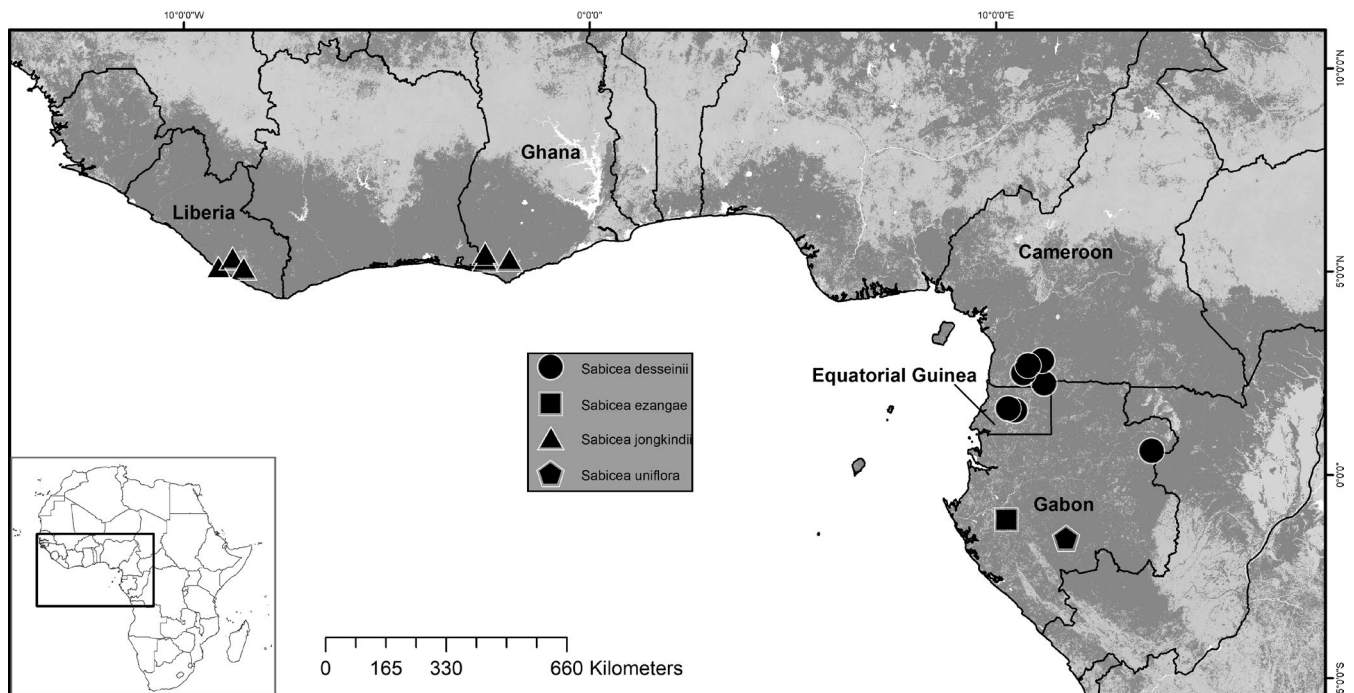 10°0'0"W
0°0'0"
10°0'0"E
10°0'0"N
Ghana
Liberia
Cameroon
5°0'0"N
Sabicea desseinii
Equatorial Guinea
Sabicea ezangae
Sabicea jongkindii
Sabicea uniflora
0°0'0"
Gabon
0 165 330 660 Kilometers
5°0'0"S